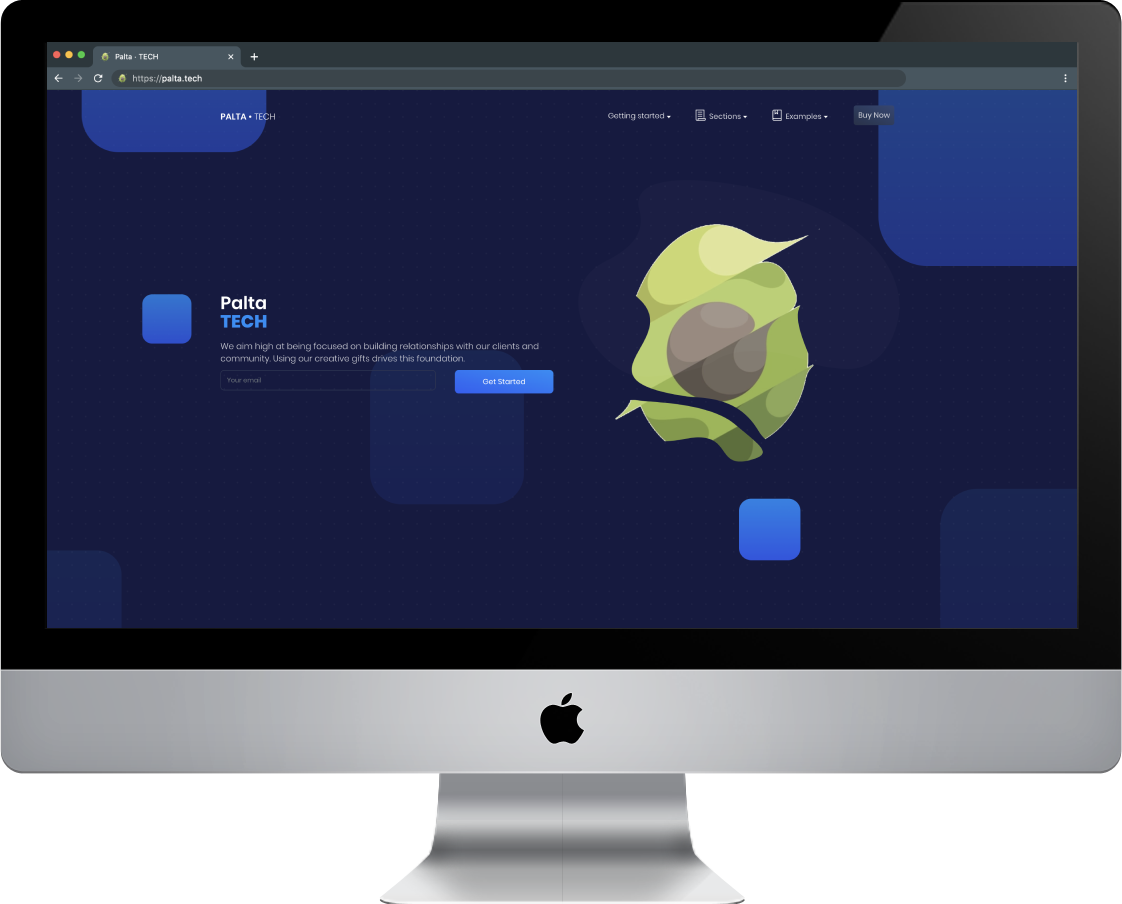 Palta · TECH
https://palta.tech
PALTA • TECH
Getting started
Sections
Examples
Buy Now
Palta
TECH
We aim high at being focused on building relationships with our clients and
community. Using our creative gifts drives this foundation.
Your email
Get Started